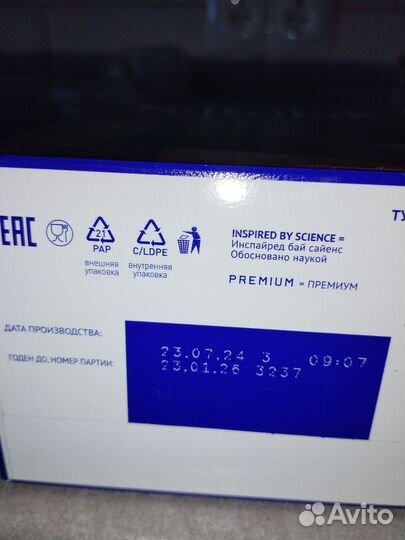 ТУ
EAC
21
PAP
внешняя
упаковка
C/LDPE
внутренняя
упаковка
INSPIRED BY SCIENCE =
Инспайред бай сайенс
Обосновано наукой
PREMIUM = ПРЕМИУМ
ДАТА ПРОИЗВОДСТВА:
23.07.24 3 09:07
ГОДЕН ДО, НОМЕР ПАРТИИ:
23.01.26 3237
Avito